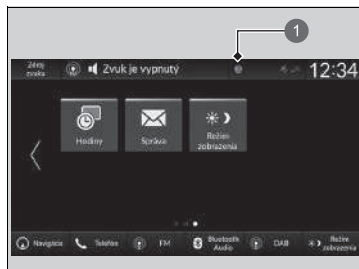 1
Zdroj zvuku
Zvuk je vypnutý
12:34
Hodiny
Správa
Režim zobrazenia
Navigácia
Telefón
FM
Bluetooth Audio
DAB
Režim zobrazenia